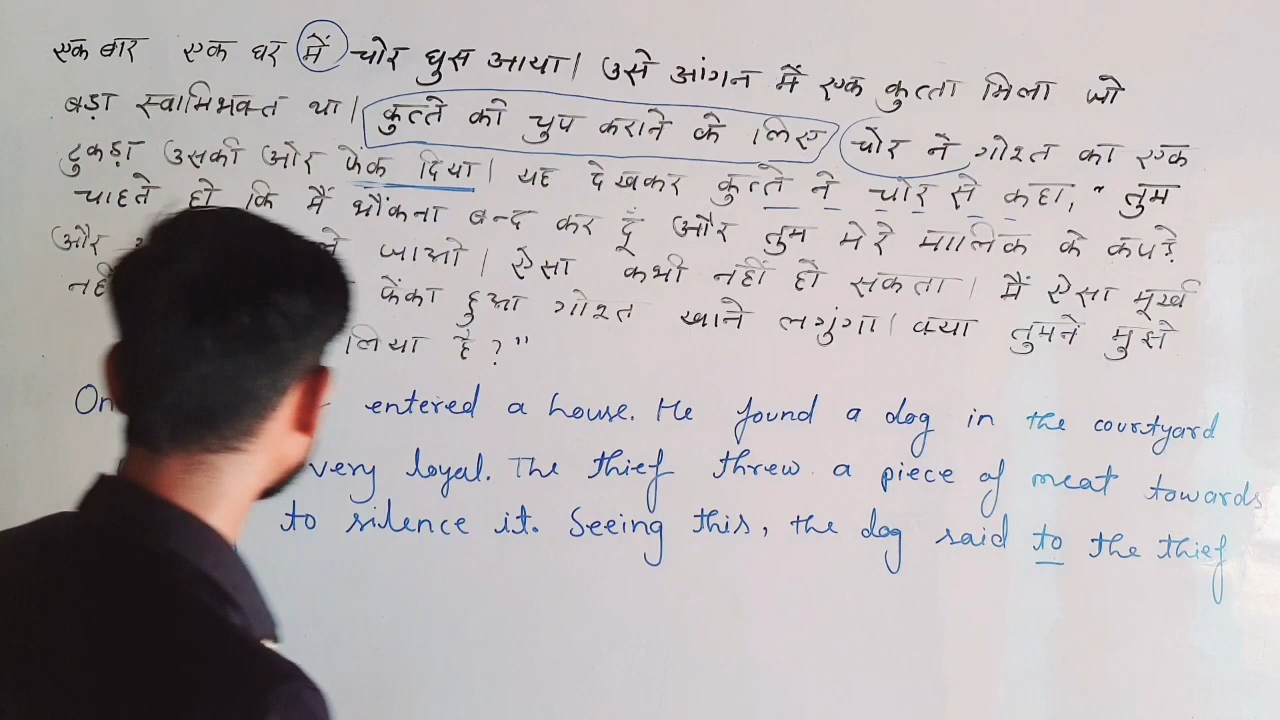 एक बार एक घर में चोर घुस आया। उसे आंगन में एक कुत्ता मिला जो
बड़ा स्वामिभक्त था। कुत्ते को चुप कराने के लिए चोर ने गोश्त का एक
टुकड़ा उसकी ओर फेंक दिया। यह देखकर कुत्ते ने चोर से कहा, "तुम
चाहते हो कि मैं भौंकना बन्द कर दूं और तुम मेरे मालिक के कपड़े
और जाओ। ऐसा कभी नहीं हो सकता। मैं ऐसा मूर्ख
फेंका हुआ गोश्त खाने लगुंगा। क्या तुमने मुझे
लिया है?"
entered a house. He found a dog in the courtyard
very loyal. The thief threw a piece of meat towards
to silence it. Seeing this, the dog said to the thief